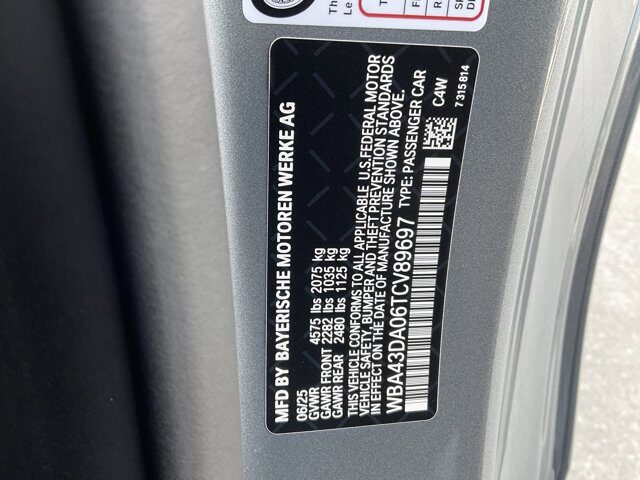 MFD BY BAYERISCHE MOTOREN WERKE AG
06/25
GVWR 4575 lbs 2075 kg
GAWR FRONT 2282 lbs 1035 kg
GAWR REAR 2480 lbs 1125 kg
THIS VEHICLE CONFORMS TO ALL APPLICABLE U.S.FEDERAL MOTOR
VEHICLE SAFETY, BUMPER AND THEFT PREVENTION STANDARDS
IN EFFECT ON THE DATE OF MANUFACTURE SHOWN ABOVE.
WBA43DA06TCV89697 TYPE: PASSENGER CAR
C4W
7315814
Th
Le